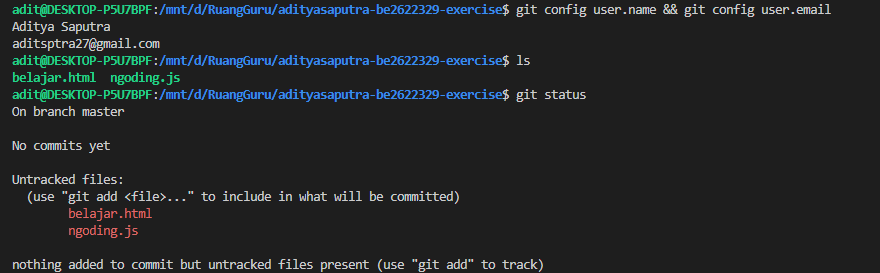 adit@DESKTOP-P5U7BPF:/mnt/d/RuangGuru/adityasaputra-be2622329-exercise$ git config user.name && git config user.email
Aditya Saputra
aditsptra27@gmail.com
adit@DESKTOP-P5U7BPF:/mnt/d/RuangGuru/adityasaputra-be2622329-exercise$ ls
belajar.html  ngoding.js
adit@DESKTOP-P5U7BPF:/mnt/d/RuangGuru/adityasaputra-be2622329-exercise$ git status
On branch master
No commits yet
Untracked files:
  (use "git add <file>..." to include in what will be committed)
        belajar.html
        ngoding.js
nothing added to commit but untracked files present (use "git add" to track)